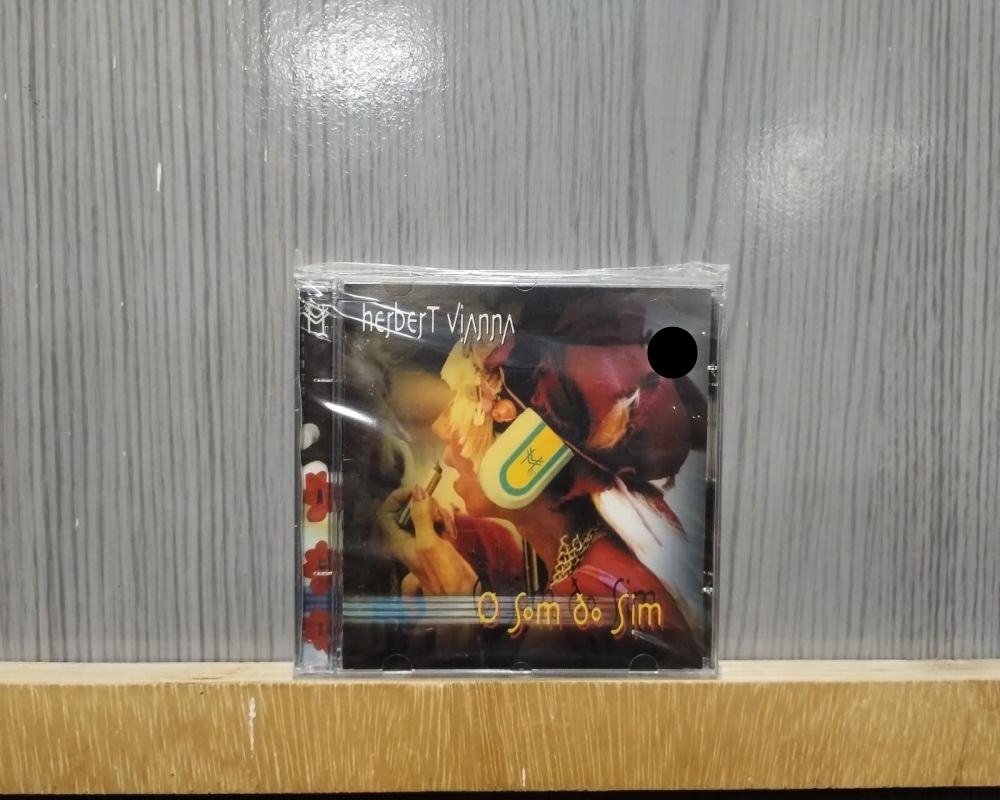 herbert Vianna
O Som do Sim